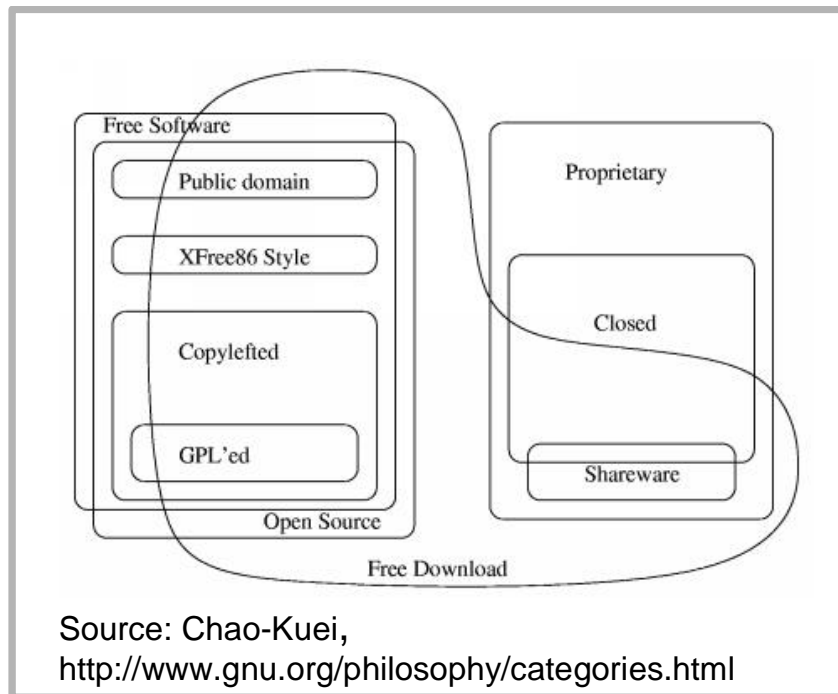 Free Software
Public domain
XFree86 Style
Copylefted
GPL'ed
Open Source
Proprietary
Closed
Shareware
Free Download
Source: Chao-Kuei,
http://www.gnu.org/philosophy/categories.html